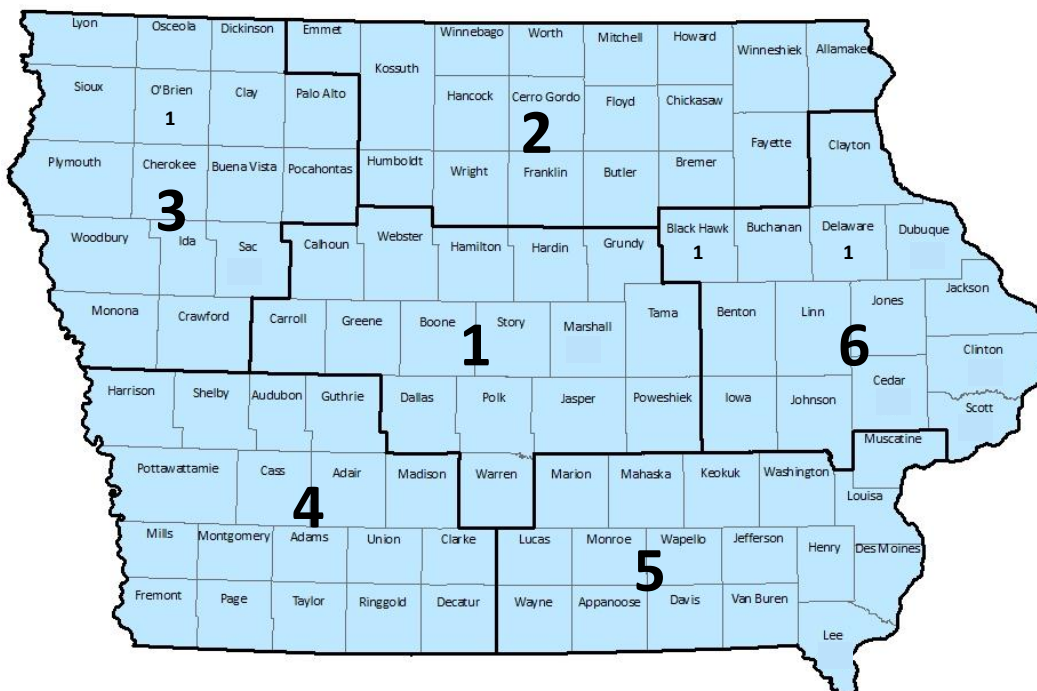 Lyon Osceola Dickinson Emmet Winnebago Worth Mitchell Howard Winneshiek Allamake
Kossuth
Sioux O'Brien Clay Palo Alto Hancock Cerro Gordo Floyd Chickasaw
1 2
Plymouth Cherokee Buena Vista Pocahontas Humboldt Wright Franklin Butler Bremer Fayette Clayton
3
Woodbury Ida Sac Calhoun Webster Hamilton Hardin Grundy Black Hawk Buchanan Delaware Dubuque
1 1
Monona Crawford Carroll Greene Boone Story Marshall Tama Benton Linn Jones Jackson
1 6
Clinton
Harrison Shelby Audubon Guthrie Dallas Polk Jasper Poweshiek Iowa Johnson Cedar Scott
Muscatine
Pottawattamie Cass Adair Madison Warren Marion Mahaska Keokuk Washington Louisa
4
Mills Montgomery Adams Union Clarke Lucas Monroe Wapello Jefferson Henry Des Moines
5
Fremont Page Taylor Ringgold Decatur Wayne Appanoose Davis Van Buren Lee